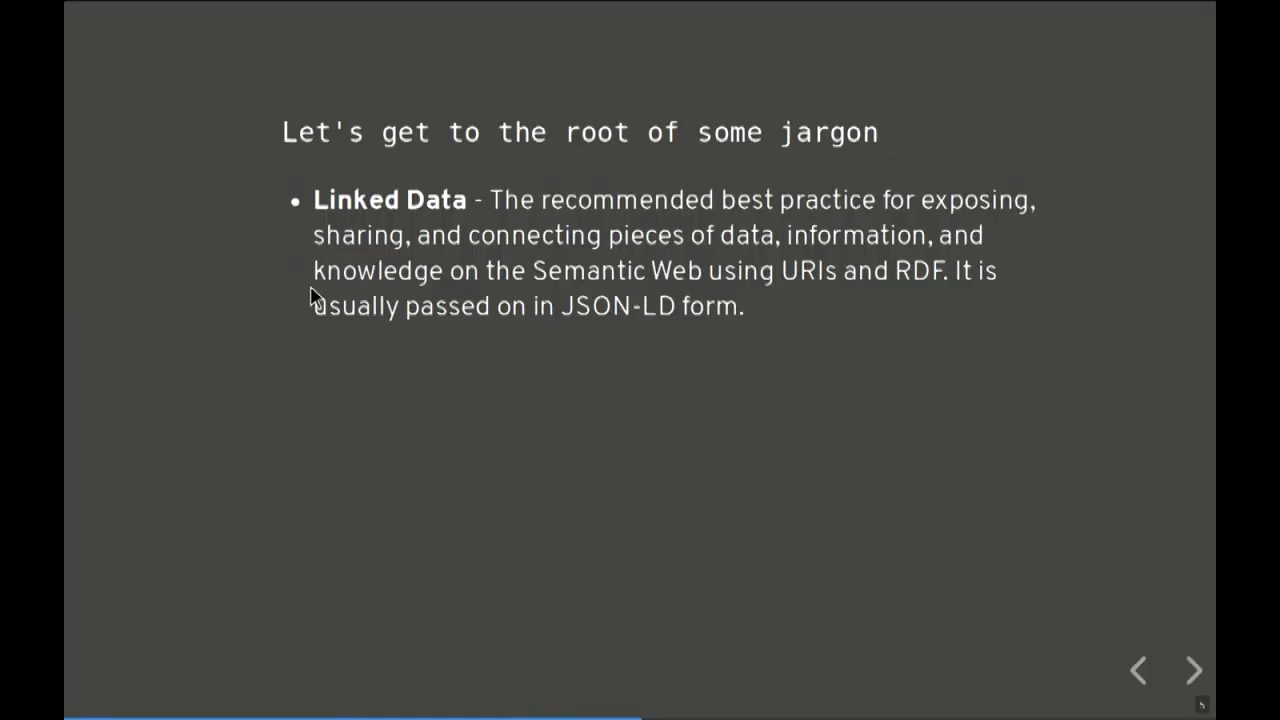 Let's get to the root of some jargon
• Linked Data - The recommended best practice for exposing,
sharing, and connecting pieces of data, information, and
knowledge on the Semantic Web using URIs and RDF. It is
usually passed on in JSON-LD form.
5